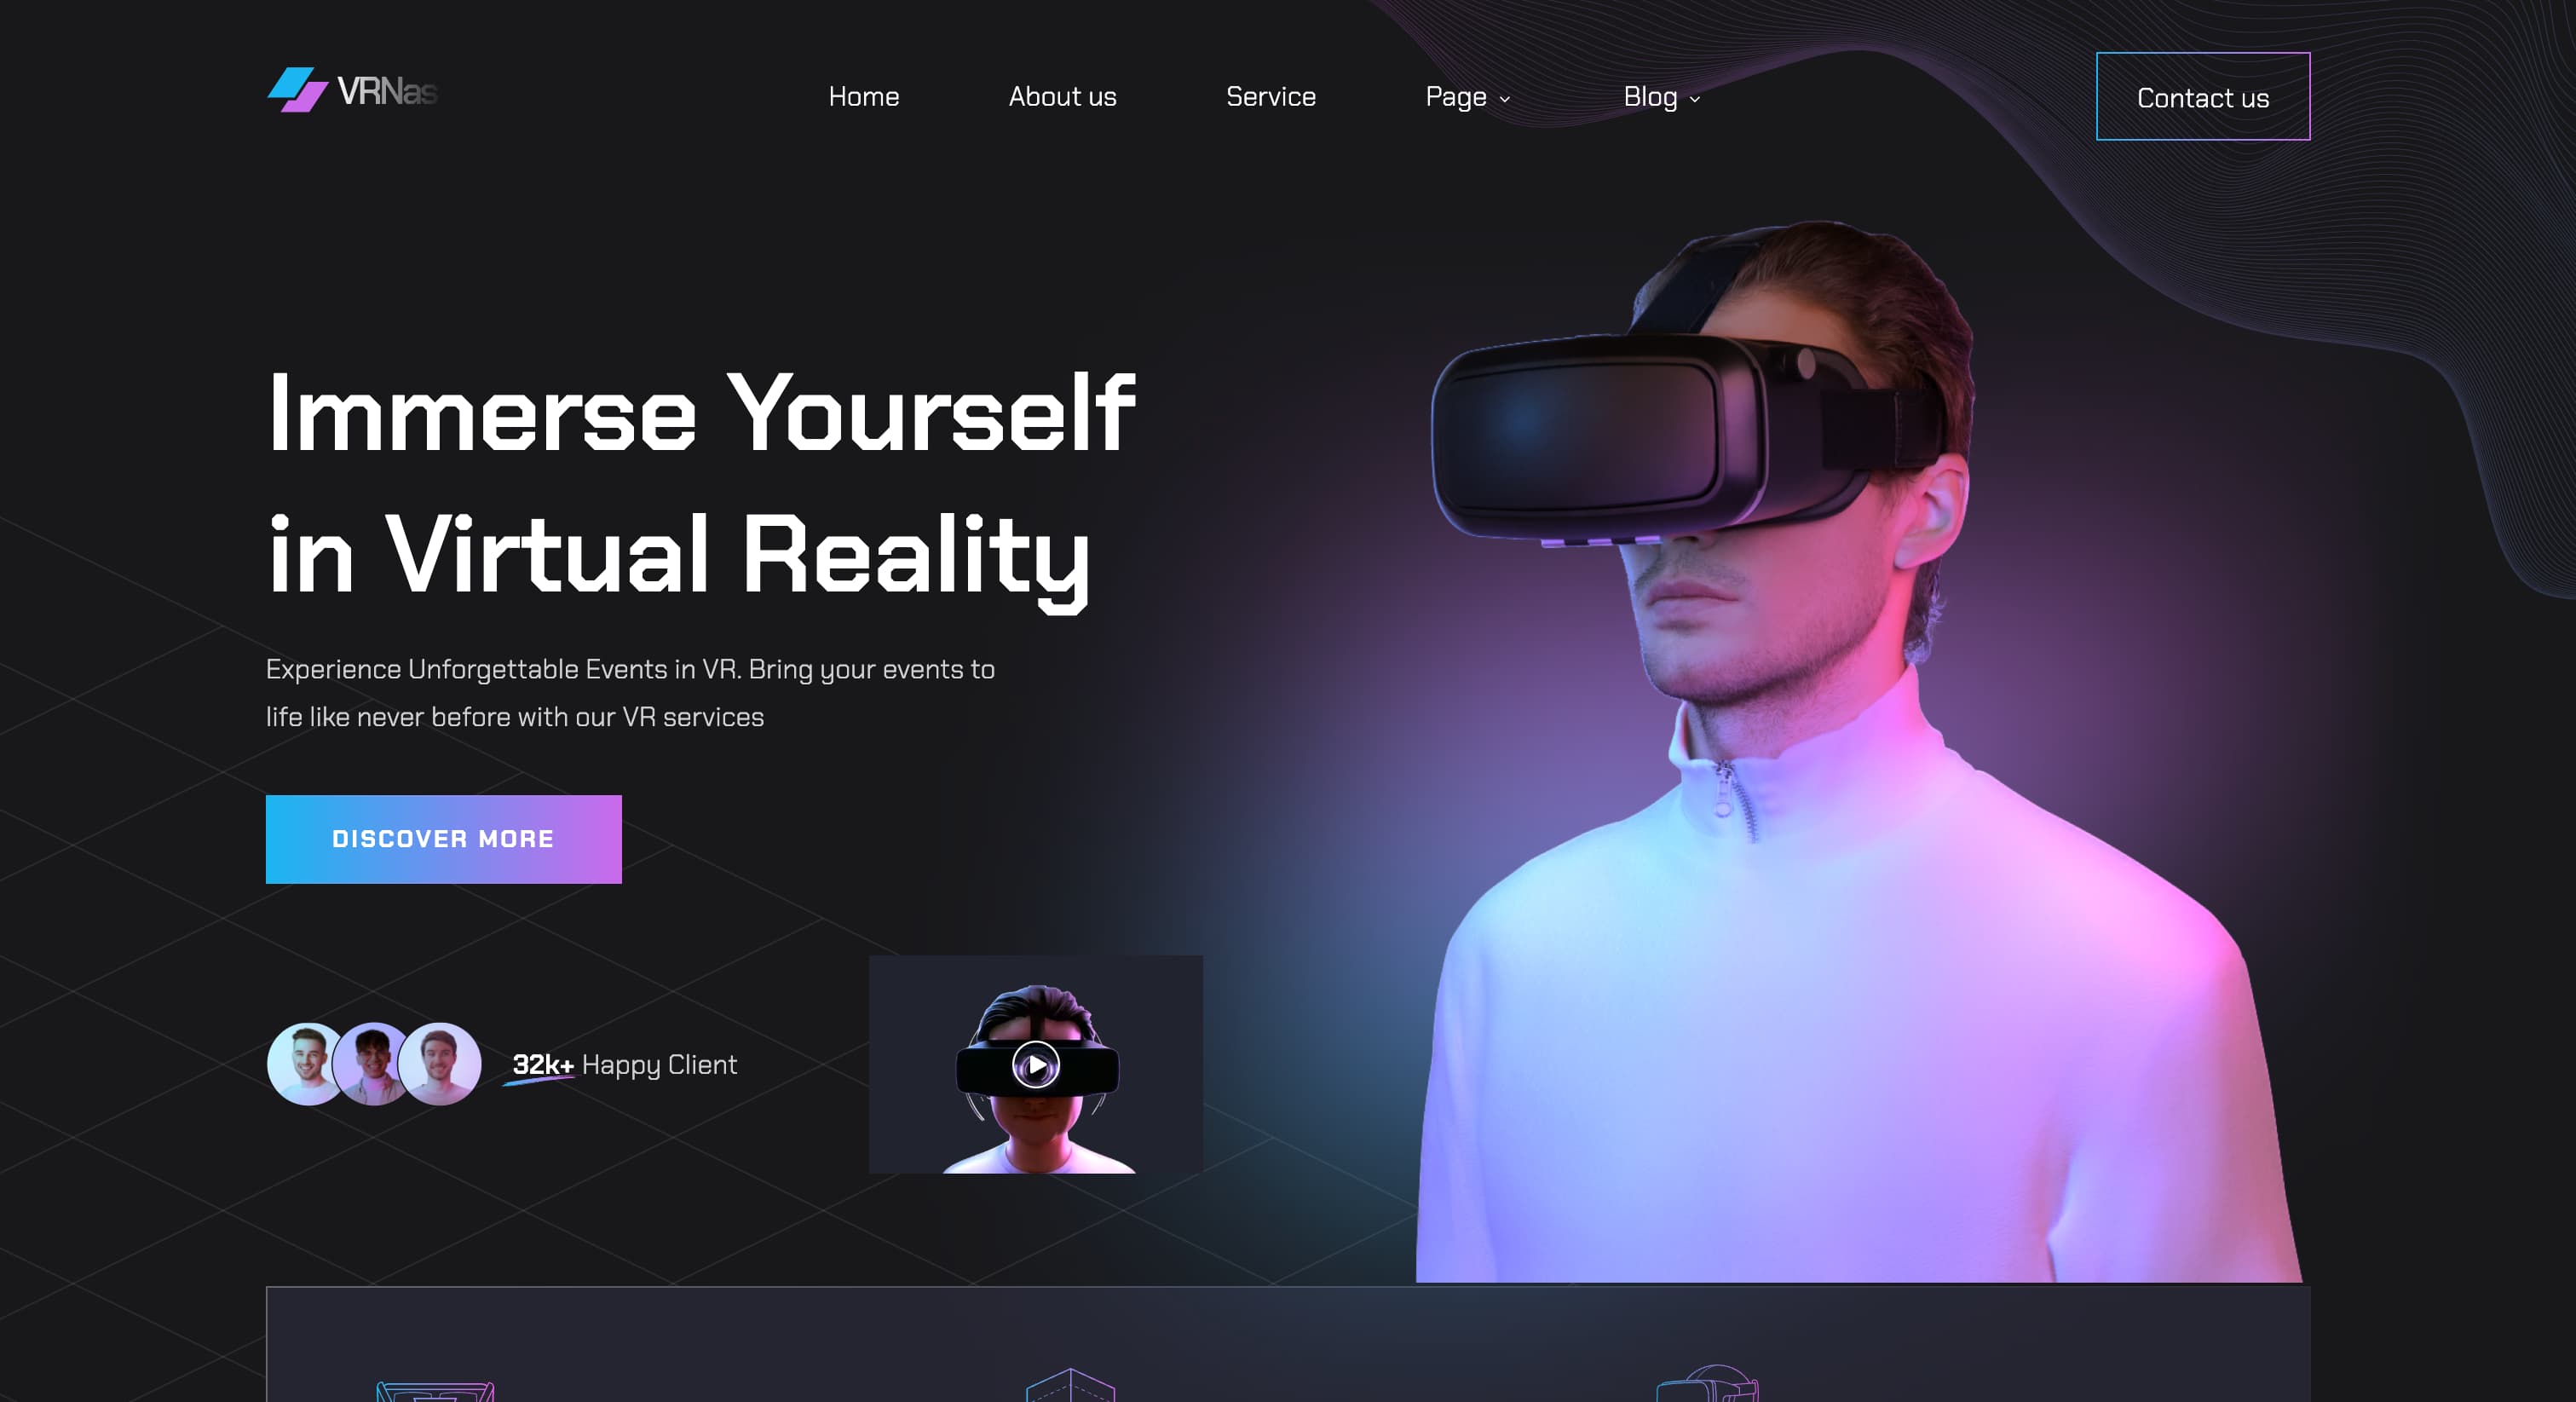 VRNas
Home
About us
Service
Page
Blog
Contact us
Immerse Yourself
in Virtual Reality
Experience Unforgettable Events in VR. Bring your events to
life like never before with our VR services
DISCOVER MORE
32k+ Happy Client